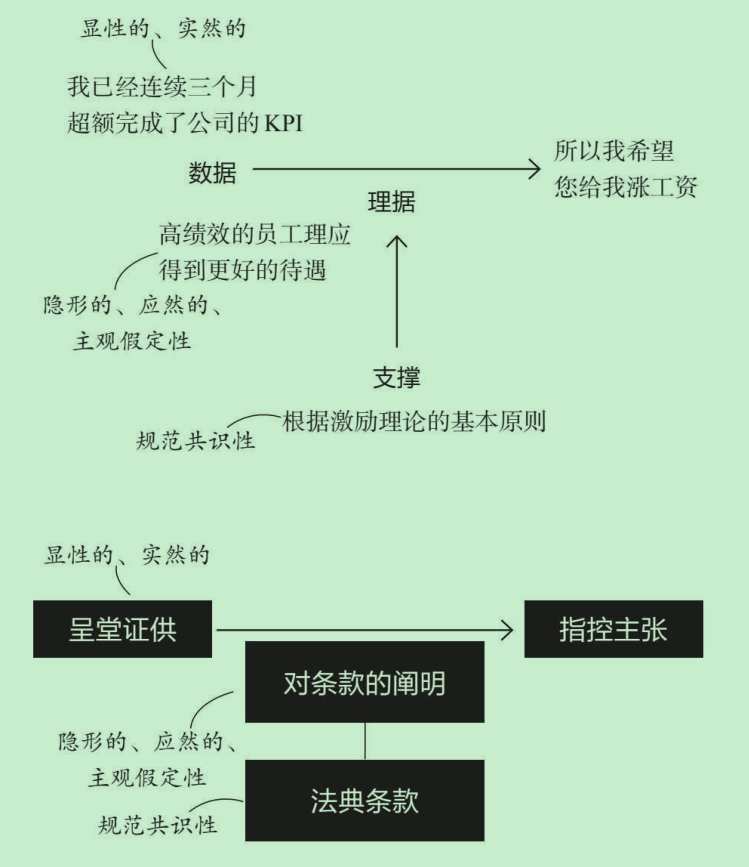 显性的、实然的
我已经连续三个月
超额完成了公司的KPI
数据
理据
所以我希望
您给我涨工资
高绩效的员工理应
得到更好的待遇
隐形的、应然的、
主观假定性
支撑
根据激励理论的基本原则
规范共识性
显性的、实然的
呈堂证供
指控主张
对条款的阐明
隐形的、应然的、
主观假定性
法典条款
规范共识性